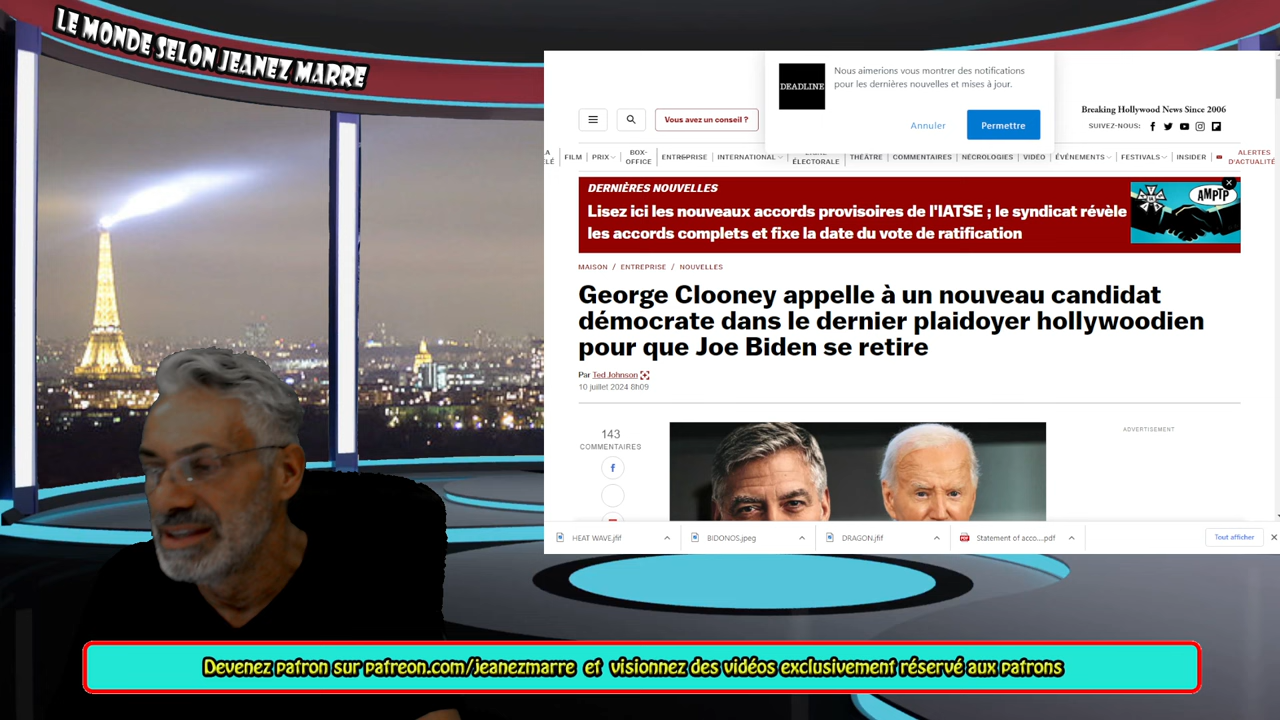 LE MONDE SELON JEANEZ MARRE
DEADLINE
Nous aimerions vous montrer des notifications
pour les dernières nouvelles et mises à jour.
Annuler
Permettre
Vous avez un conseil ?
Breaking Hollywood News Since 2006
SUIVEZ-NOUS:
FILM PRIX BOX-OFFICE ENTREPRISE INTERNATIONAL ÉLECTORALE THÉÂTRE COMMENTAIRES NÉCROLOGIES VIDÉO ÉVÉNEMENTS FESTIVALS INSIDER ALERTES D'ACTUALITÉ
DERNIÈRES NOUVELLES
Lisez ici les nouveaux accords provisoires de l'IATSE ; le syndicat révèle
les accords complets et fixe la date du vote de ratification
AMPTP
MAISON / ENTREPRISE / NOUVELLES
George Clooney appelle à un nouveau candidat
démocrate dans le dernier plaidoyer hollywoodien
pour que Joe Biden se retire
Par Ted Johnson
10 juillet 2024 8h09
143
COMMENTAIRES
ADVERTISEMENT
HEAT WAVE.jfif
BIDONOS.jpeg
DRAGON.jfif
Statement of acco....pdf
Tout afficher
Devenez patron sur patreon.com/jeanezmarre et visionnez des vidéos exclusivement réservé aux patrons